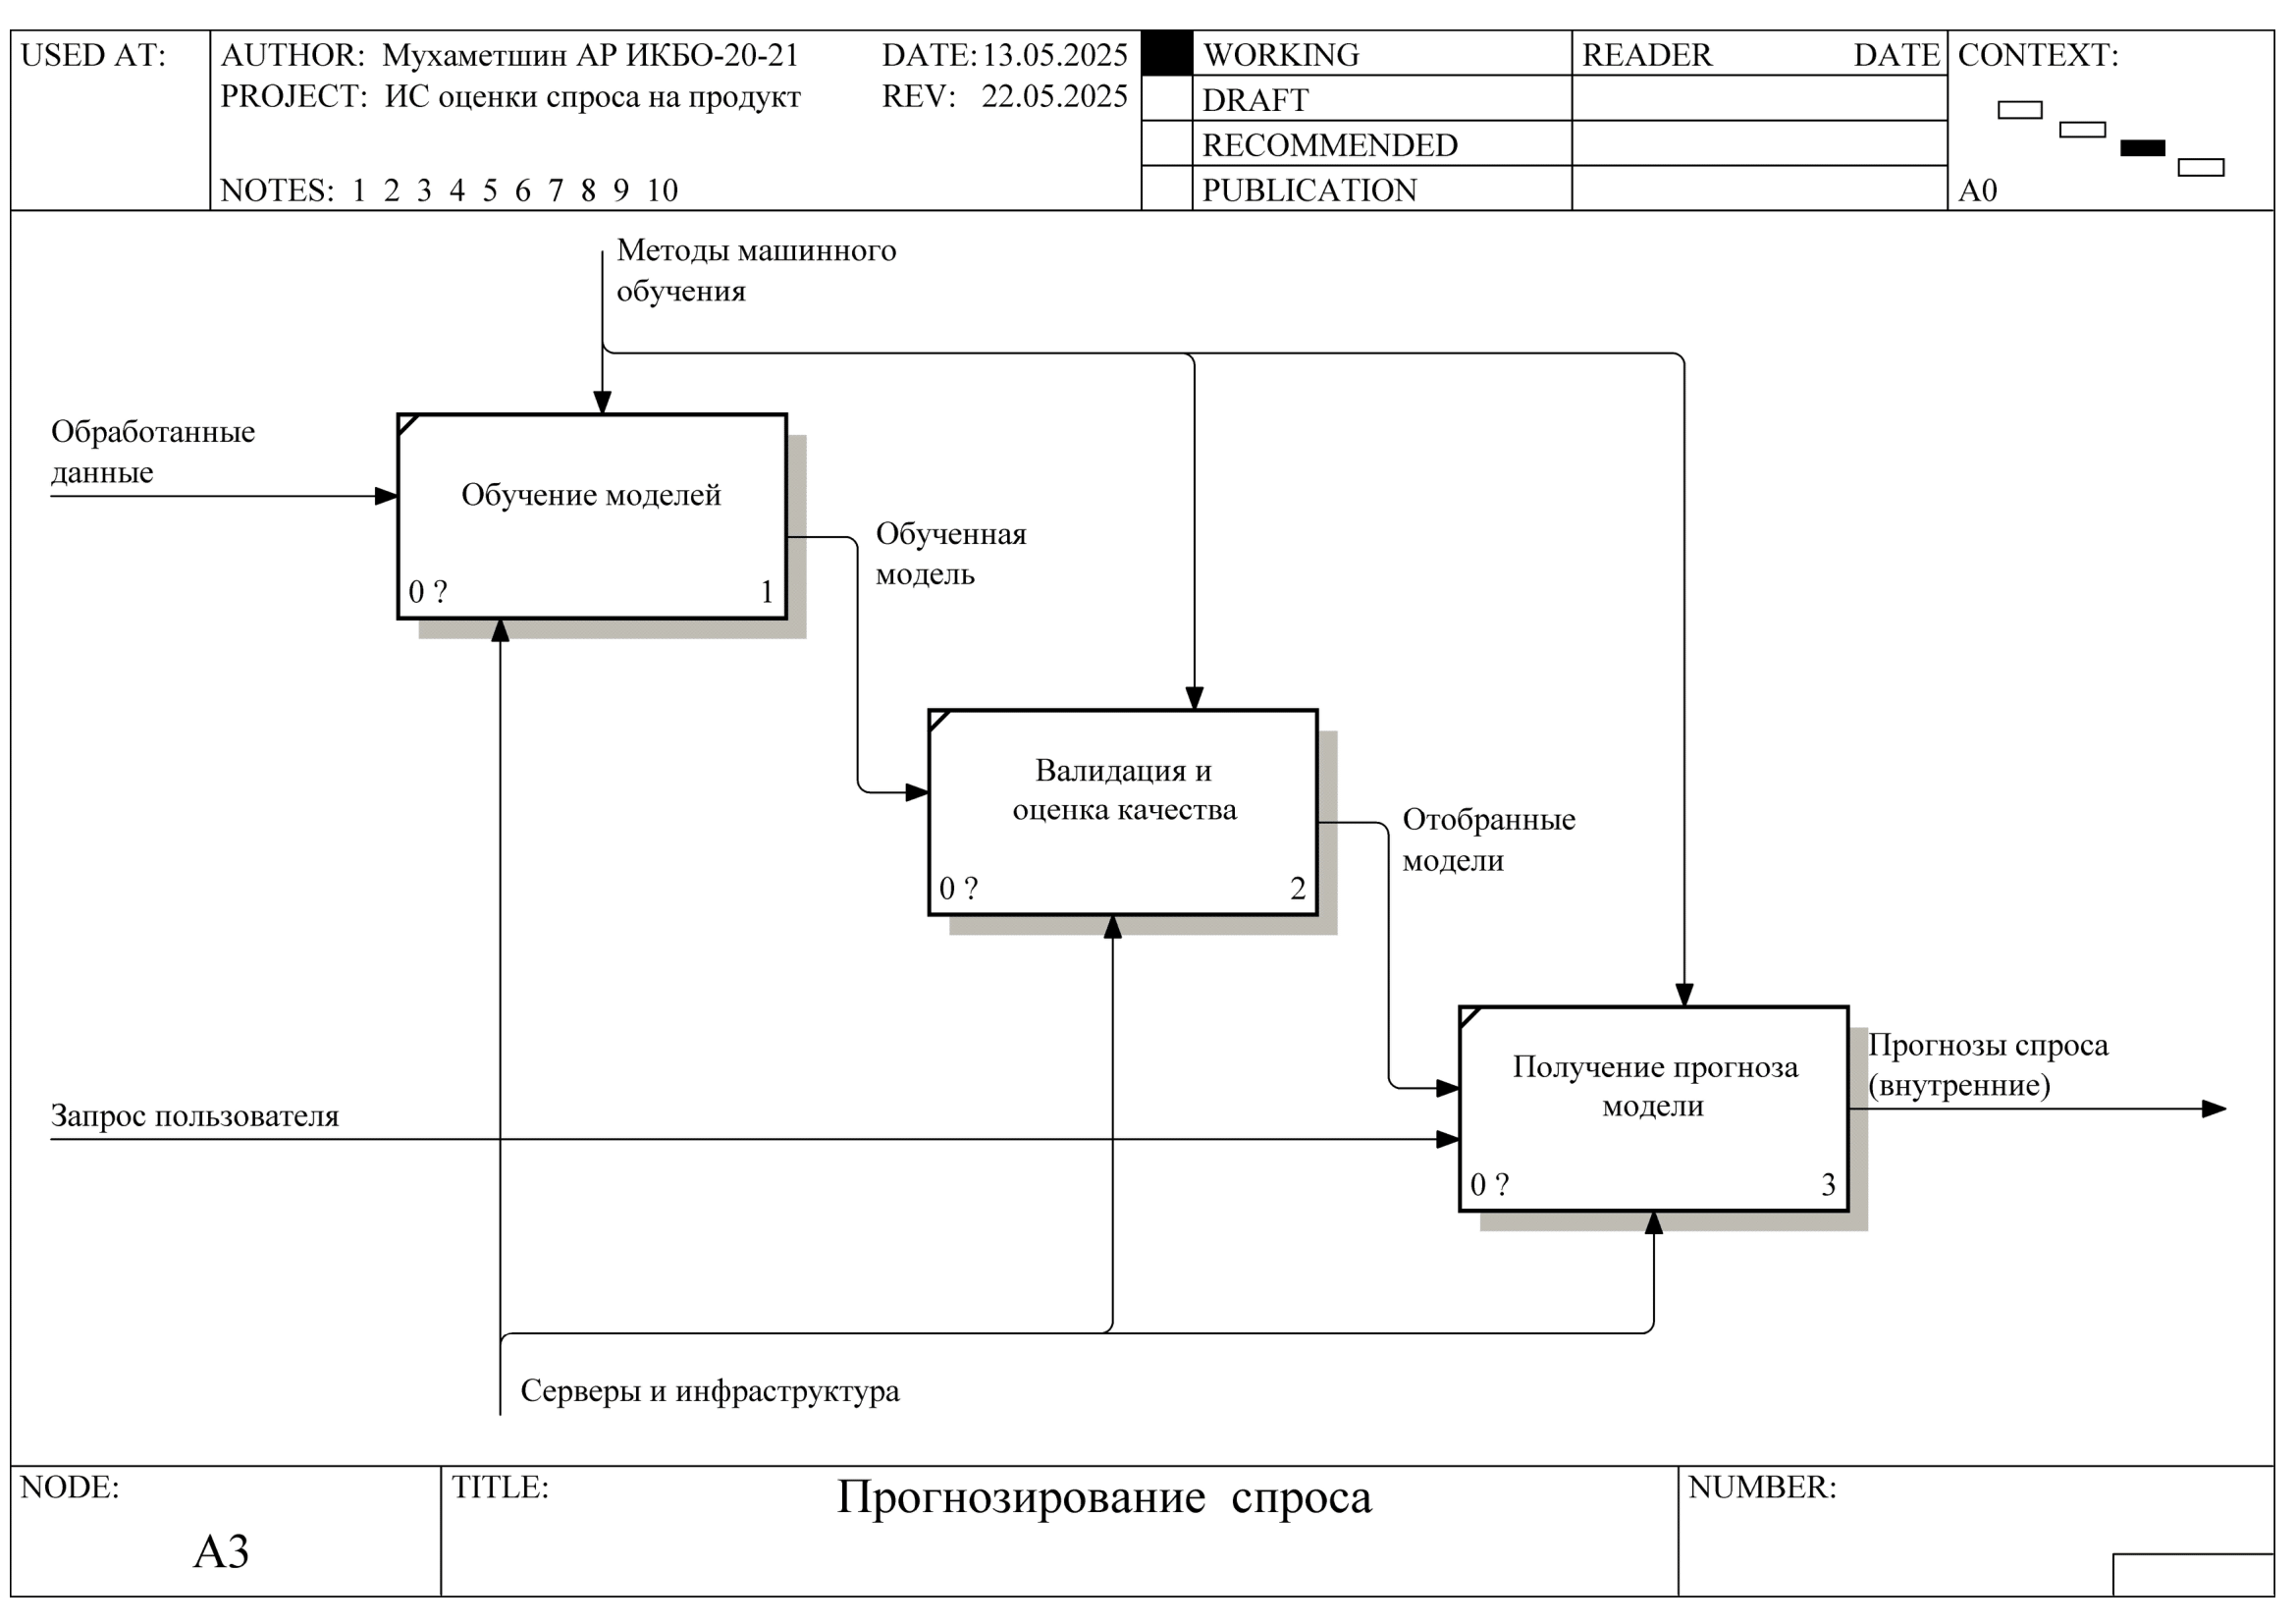 USED AT:
AUTHOR: Мухаметшин АР ИКБО-20-21
DATE: 13.05.2025
PROJECT: ИС оценки спроса на продукт
REV: 22.05.2025
NOTES: 1 2 3 4 5 6 7 8 9 10
WORKING
DRAFT
RECOMMENDED
PUBLICATION
READER DATE
CONTEXT:
A0
Методы машинного
обучения
Обработанные
данные
Обучение моделей
0 ? 1
Обученная
модель
Валидация и
оценка качества
0 ? 2
Отобранные
модели
Получение прогноза
модели
0 ? 3
Прогнозы спроса
(внутренние)
Запрос пользователя
Серверы и инфраструктура
NODE:
A3
TITLE:
Прогнозирование спроса
NUMBER: